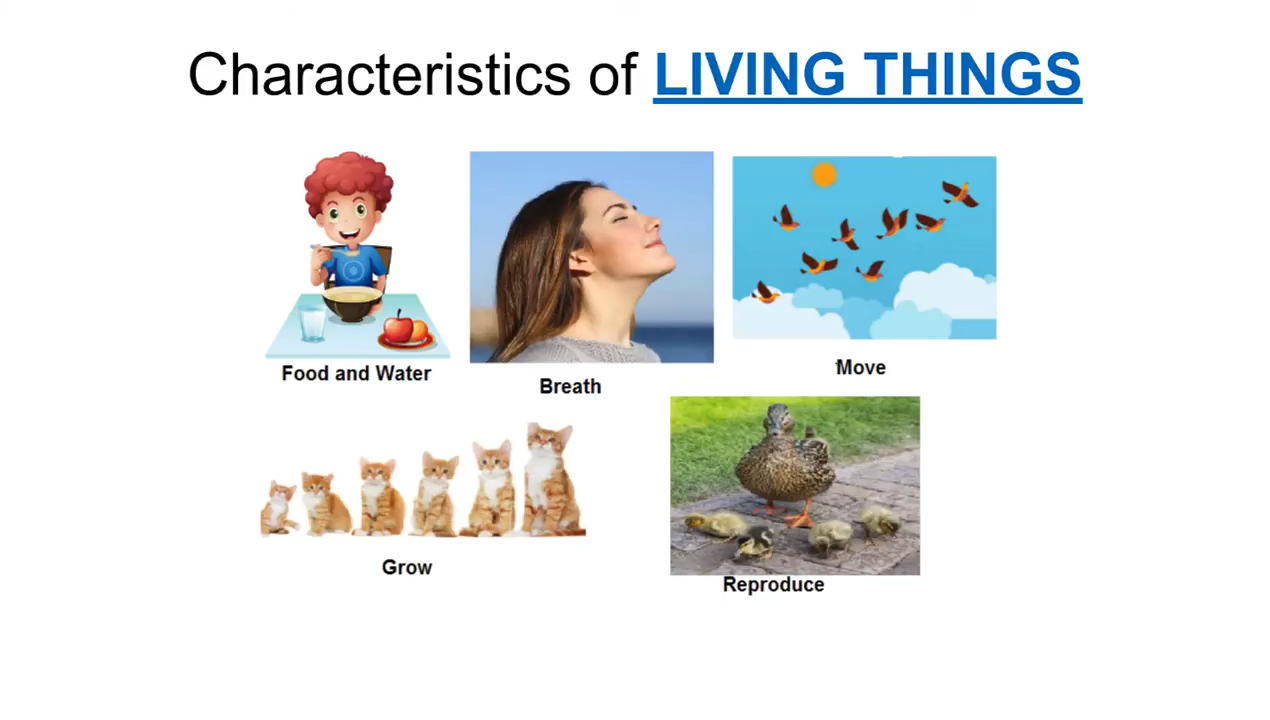 Characteristics of LIVING THINGS
Food and Water
Breath
Move
Grow
Reproduce